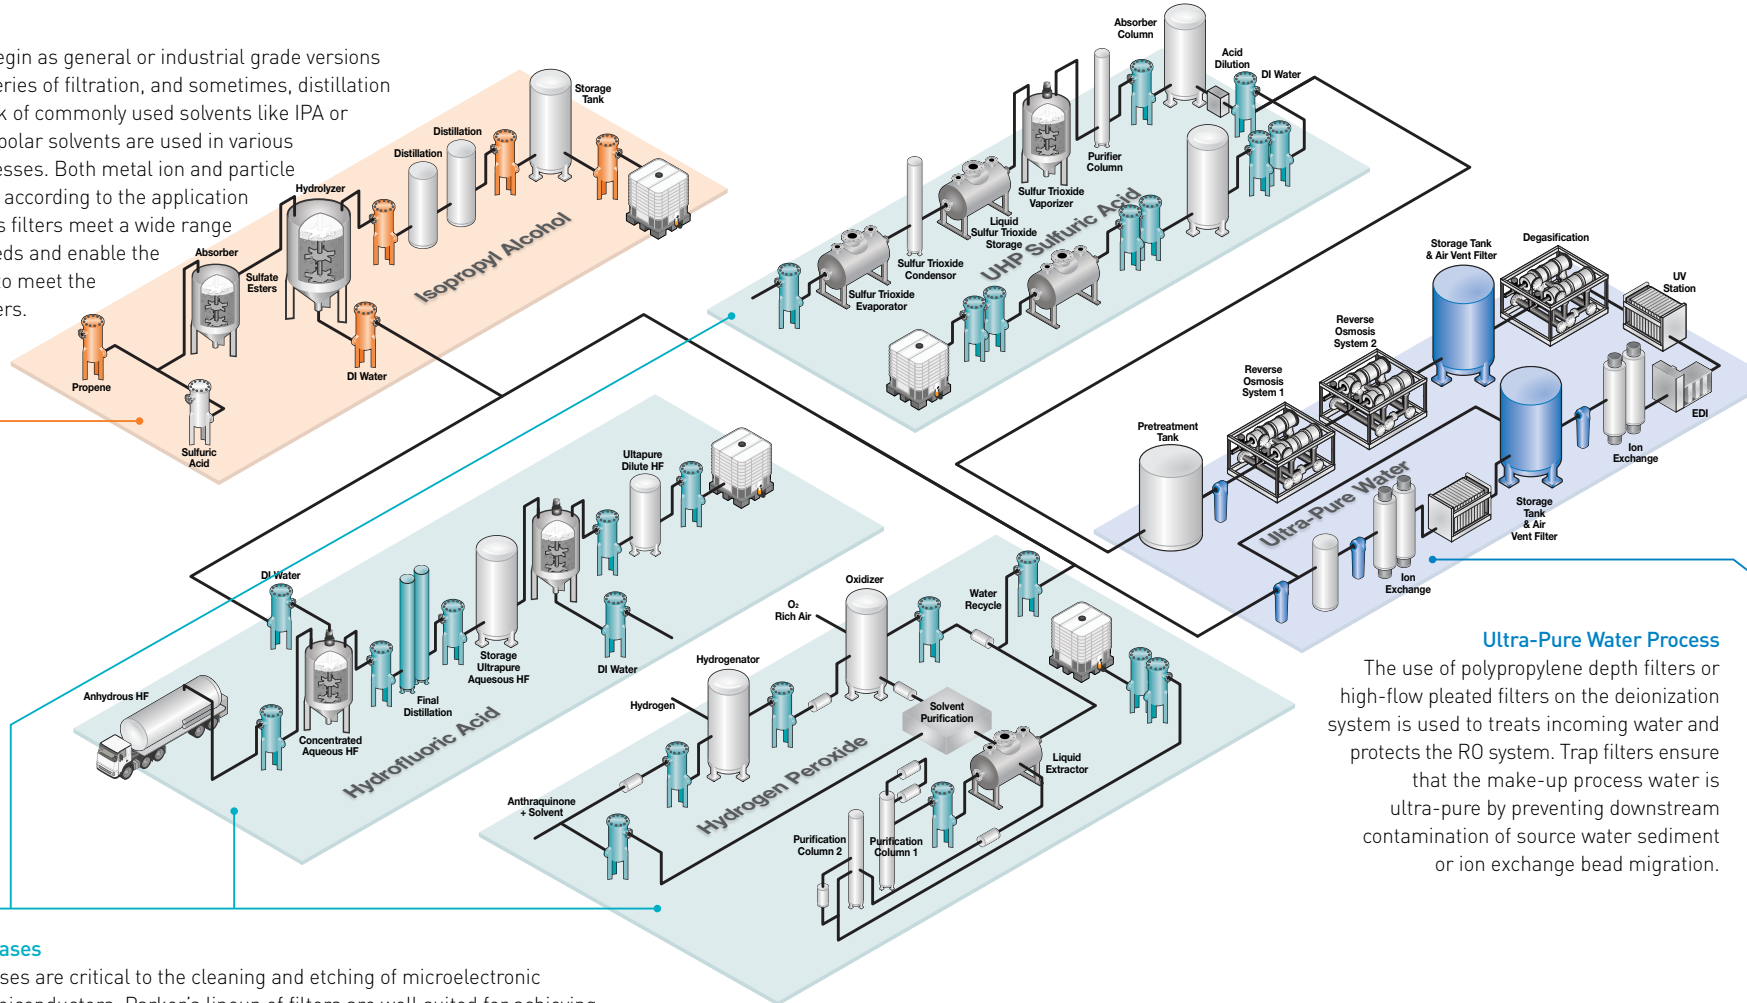 egin as general or industrial grade versions
eries of filtration, and sometimes, distillation
k of commonly used solvents like IPA or
polar solvents are used in various
esses. Both metal ion and particle
according to the application
s filters meet a wide range
eds and enable the
to meet the
ers.
Storage
Tank
Distillation
Distillation
Hydrolyzer
Absorber
Sulfate
Esters
Isopropyl Alcohol
Propene
DI Water
Sulfuric
Acid
Absorber
Column
Acid
Dilution
DI Water
Purifier
Column
Sulfur Trioxide
Vaporizer
Liquid
Sulfur Trioxide
Storage
Sulfur Trioxide
Condensor
Sulfur Trioxide
Evaporator
UHP Sulfuric Acid
Storage Tank
& Air Vent Filter
Degasification
UV
Station
Reverse
Osmosis
System 2
Reverse
Osmosis
System 1
Pretreatment
Tank
EDI
Ion
Exchange
Storage
Tank
& Air
Vent Filter
Ultra-Pure Water
Ion
Exchange
Ultapure
Dilute HF
DI Water
Storage
Ultrapure
Aquesous HF
DI Water
Final
Distillation
Anhydrous HF
Concentrated
Aqueous HF
Hydrofluoric Acid
Oxidizer
O₂
Rich Air
Water
Recycle
Hydrogenator
Hydrogen
Solvent
Purification
Liquid
Extractor
Anthraquinone
+ Solvent
Hydrogen Peroxide
Purification
Column 2
Purification
Column 1
Ultra-Pure Water Process
The use of polypropylene depth filters or
high-flow pleated filters on the deionization
system is used to treats incoming water and
protects the RO system. Trap filters ensure
that the make-up process water is
ultra-pure by preventing downstream
contamination of source water sediment
or ion exchange bead migration.
ases
ses are critical to the cleaning and etching of microelectronic
niconductors. Parker's lineup of filters are well suited for achieving